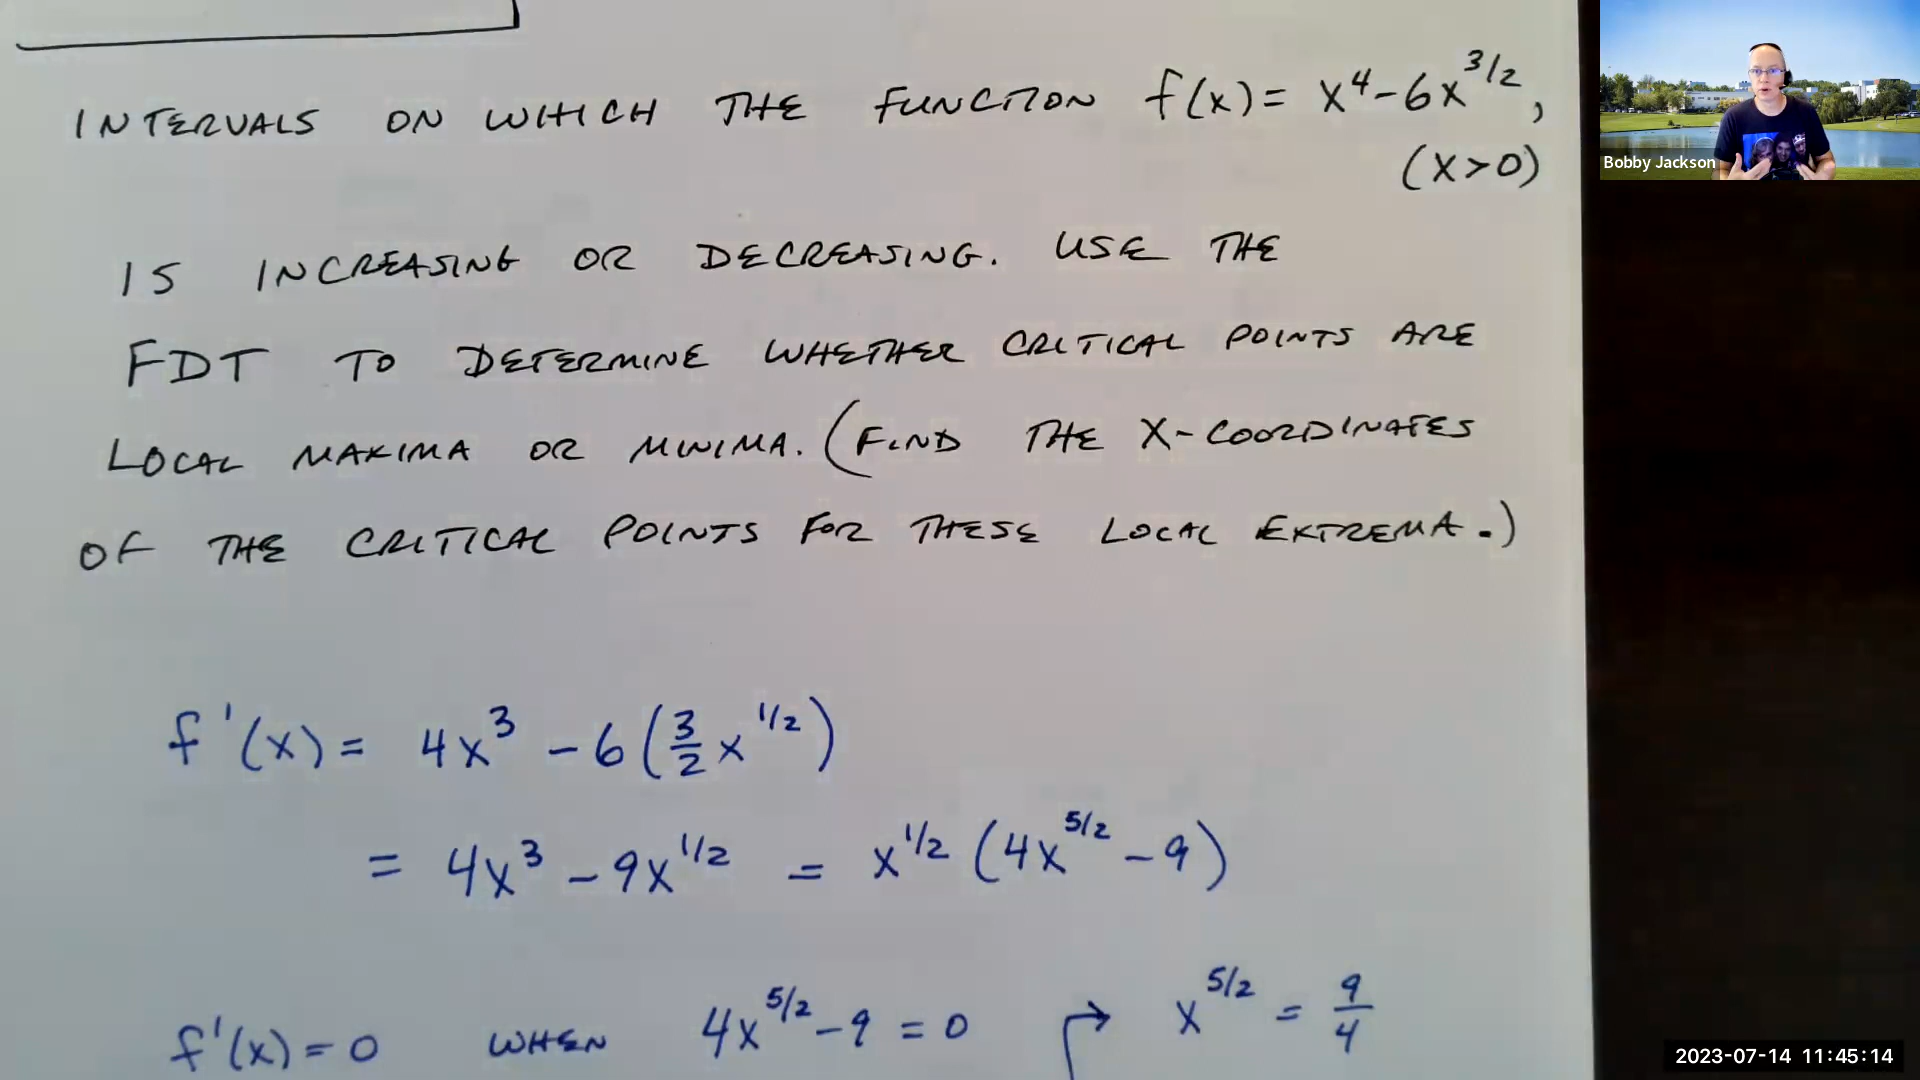 INTERVALS ON WHICH THE FUNCTION f(x) = x^4 - 6x^{3/2},
(x>0)
IS INCREASING OR DECREASING. USE THE
FDT TO DETERMINE WHETHER CRITICAL POINTS ARE
LOCAL MAXIMA OR MINIMA. (FIND THE X-COORDINATES
OF THE CRITICAL POINTS FOR THESE LOCAL EXTREMA.)
f'(x) = 4x^3 - 6(3/2 x^{1/2})
= 4x^3 - 9x^{1/2} = x^{1/2} (4x^{5/2} - 9)
f'(x) = 0 WHEN 4x^{5/2} - 9 = 0 → x^{5/2} = 9/4
Bobby Jackson
2023-07-14 11:45:14